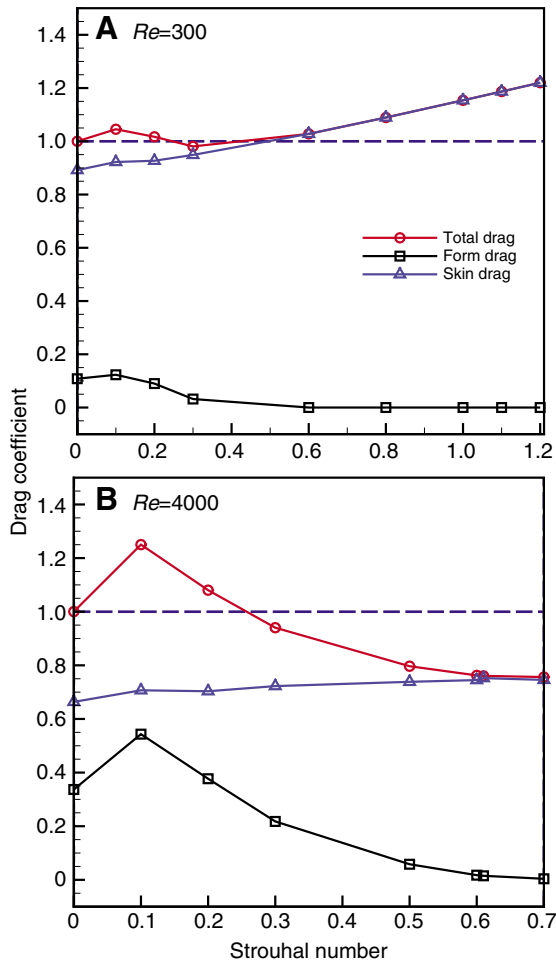 A Re=300
1.4
1.2
1.0
0.8
0.6
0.4
0.2
0
Total drag
Form drag
Skin drag
0 0.2 0.4 0.6 0.8 1.0 1.2
Drag coefficient
B Re=4000
1.4
1.2
1.0
0.8
0.6
0.4
0.2
0
0 0.1 0.2 0.3 0.4 0.5 0.6 0.7
Strouhal number